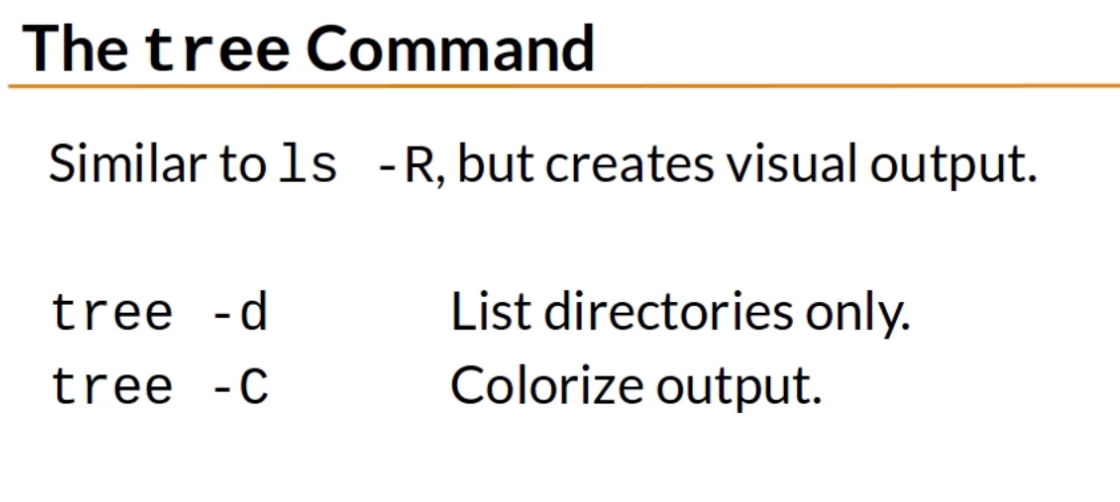 The tree Command
Similar to ls -R, but creates visual output.
tree -d List directories only.
tree -C Colorize output.